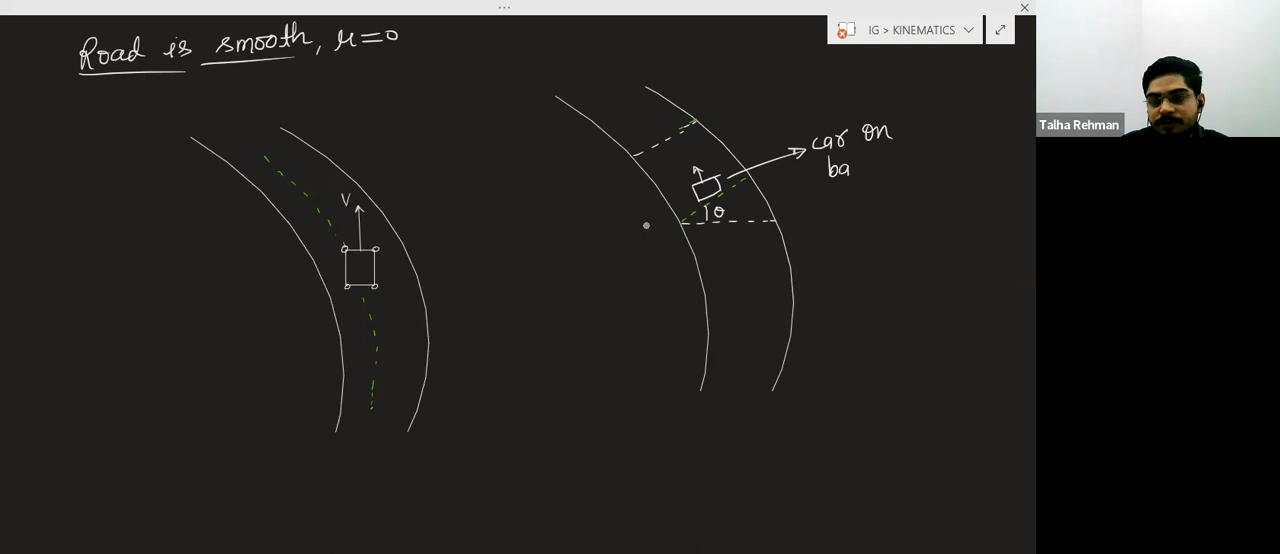 Road is smooth, μ=0
IG > KINEMATICS
Talha Rehman
car on
ba
V
θ